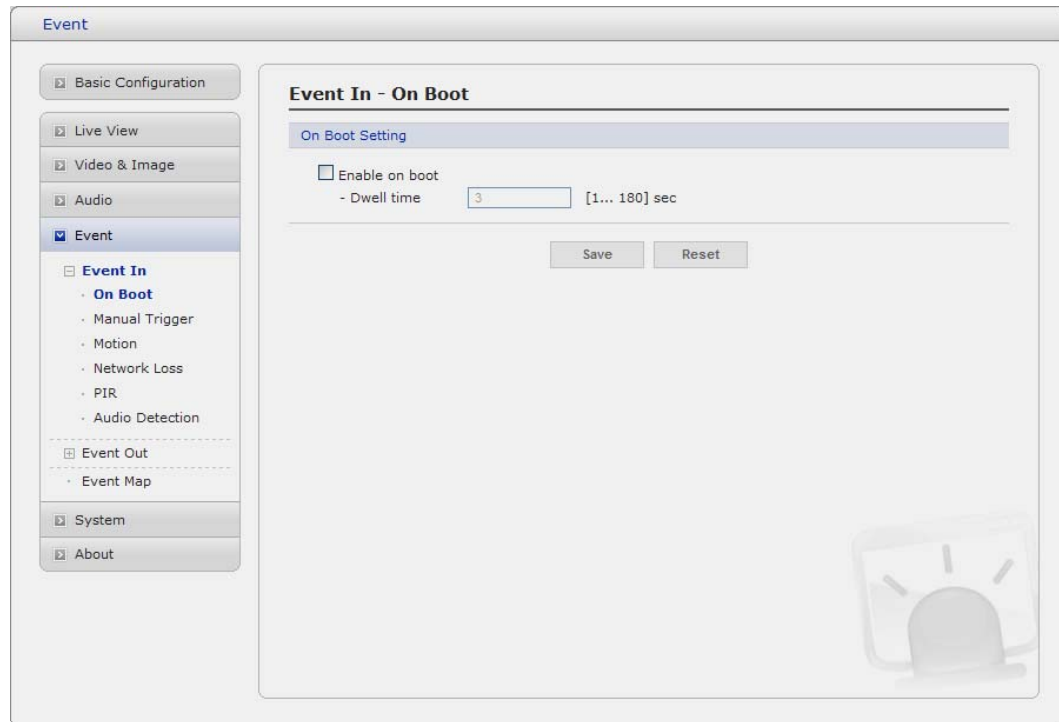 Event
Basic Configuration
Live View
Video & Image
Audio
Event
Event In
On Boot
Manual Trigger
Motion
Network Loss
PIR
Audio Detection
Event Out
Event Map
System
About
Event In - On Boot
On Boot Setting
Enable on boot
- Dwell time 3 [1... 180] sec
Save Reset